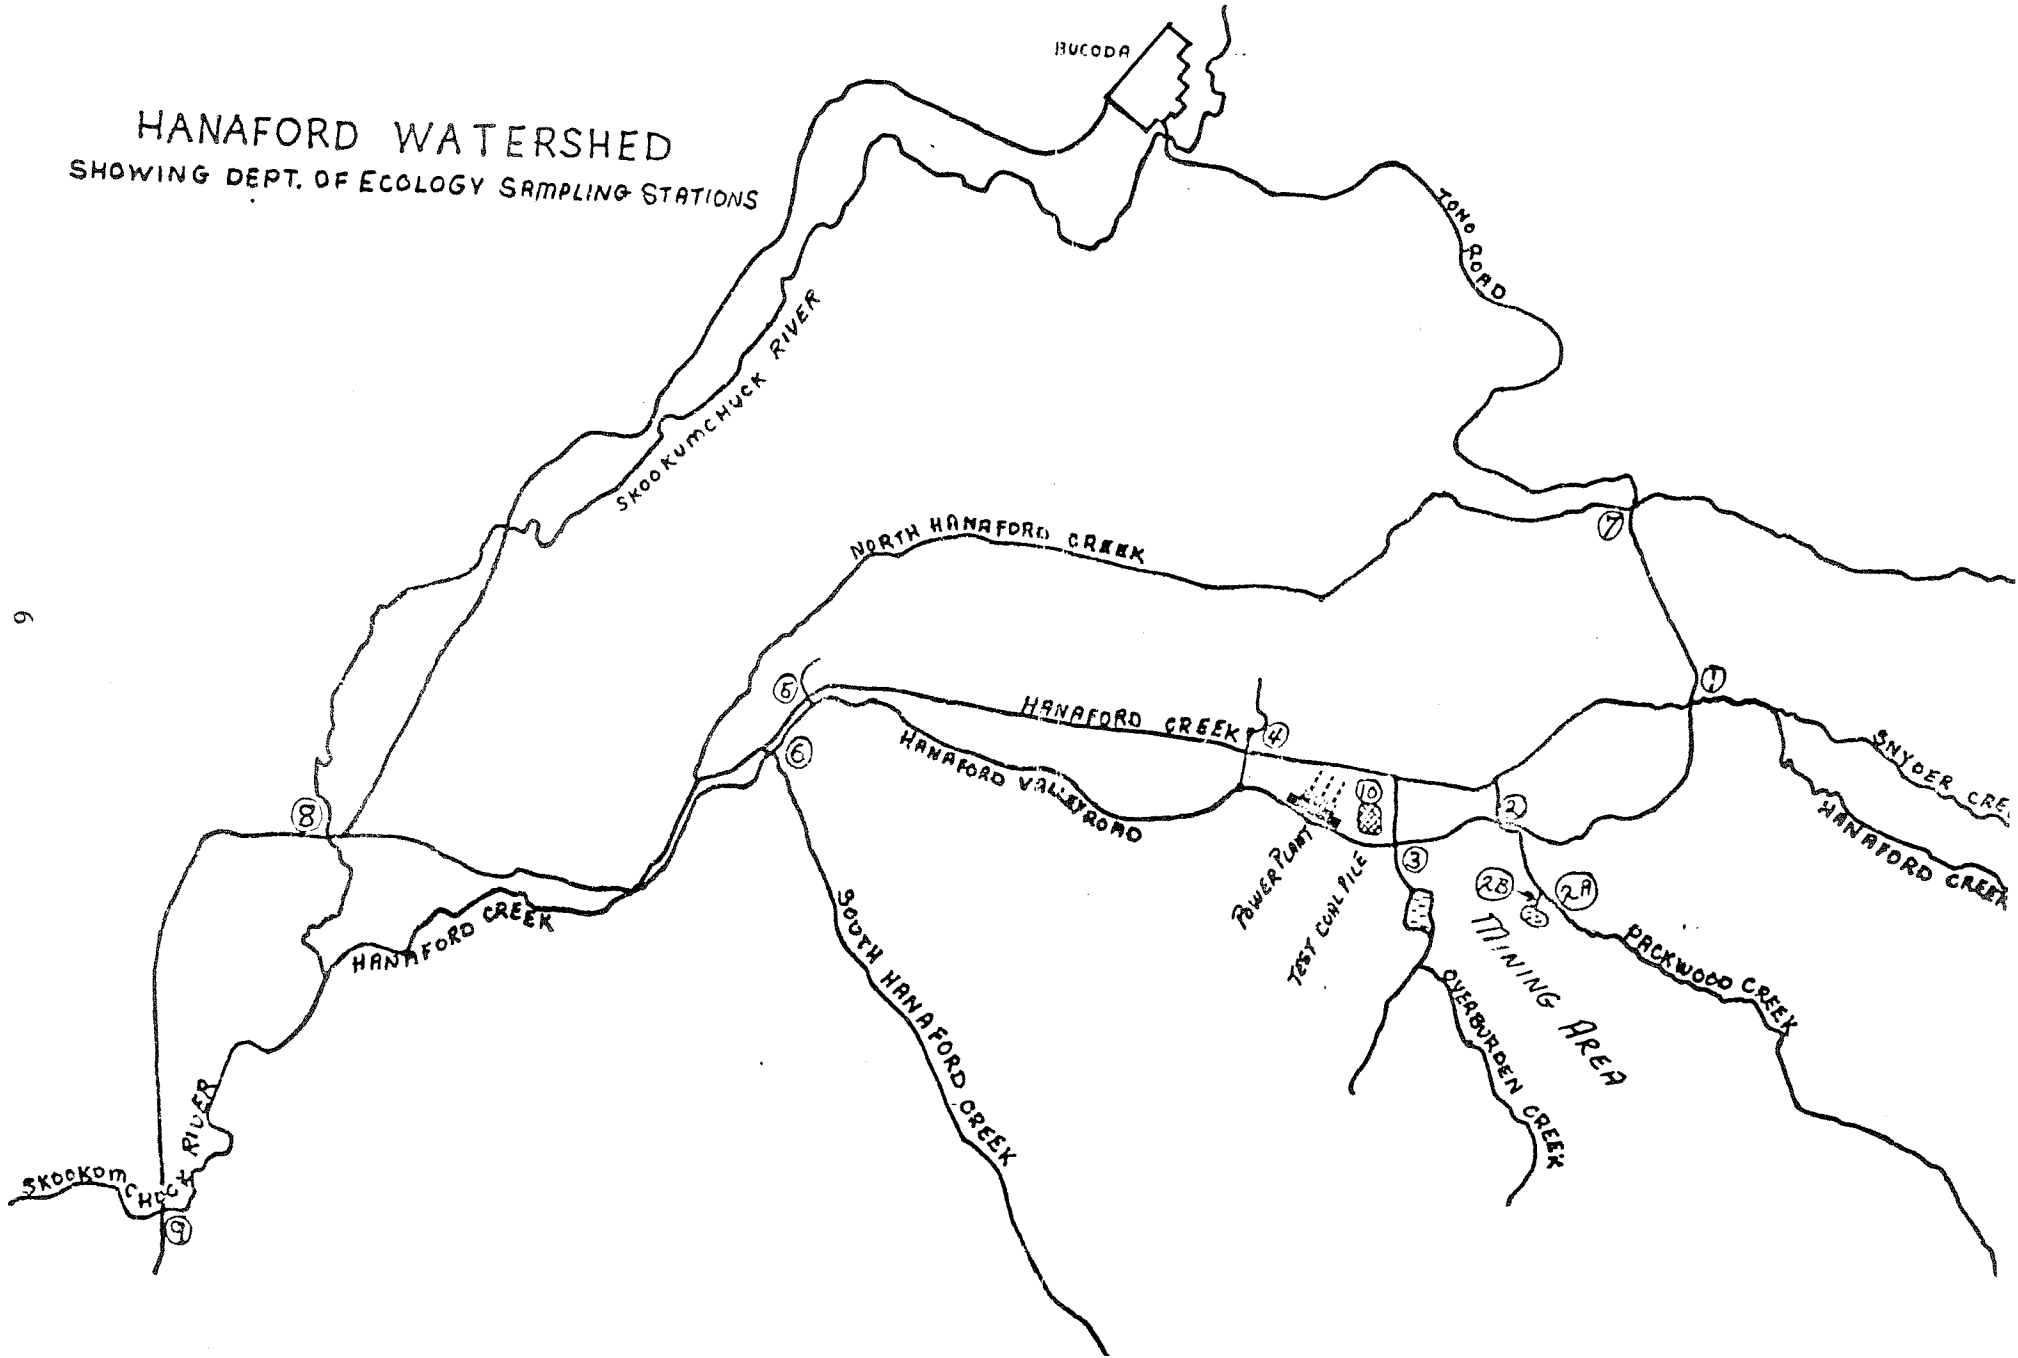 BUCODA
HANAFORD WATERSHED
SHOWING DEPT. OF ECOLOGY SAMPLING STATIONS
TONO ROAD
SKOOKUMCHUCK RIVER
NORTH HANAFORD CREEK
7
6
1
5
HANAFORD CREEK
4
HANAFORD VALLEY ROAD
6
SNYDER CRE
HANAFORD CREEK
10
2
8
3
POWER PLANT
TEST COAL PILE
2B
2A
MINING AREA
PACKWOOD CREEK
HANAFORD CREEK
SOUTH HANAFORD CREEK
OVERBURDEN CREEK
SKOOKUMCHUCK RIVER
9